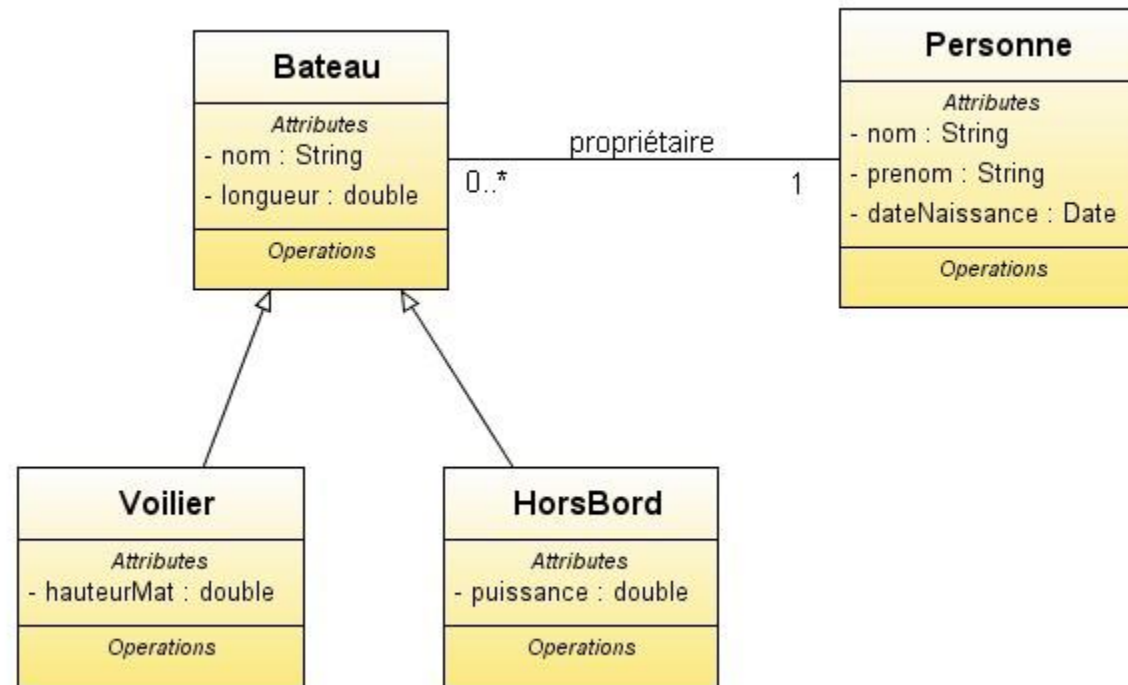 Bateau
Attributes
- nom : String
- longueur : double
Operations
propriétaire
0..*
1
Personne
Attributes
- nom : String
- prenom : String
- dateNaissance : Date
Operations
Voilier
Attributes
- hauteurMat : double
Operations
HorsBord
Attributes
- puissance : double
Operations